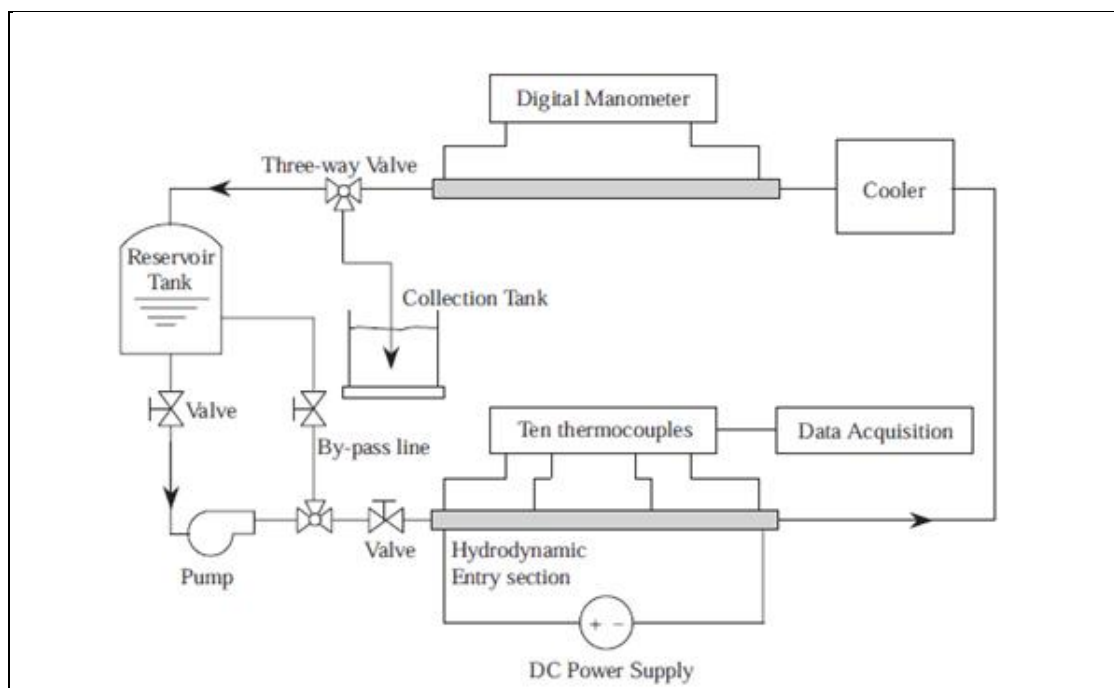 Digital Manometer
Three-way Valve
Cooler
Reservoir
Tank
Collection Tank
Valve
By-pass line
Ten thermocouples
Data Acquisition
Pump
Valve
Hydrodynamic
Entry section
+ −
DC Power Supply